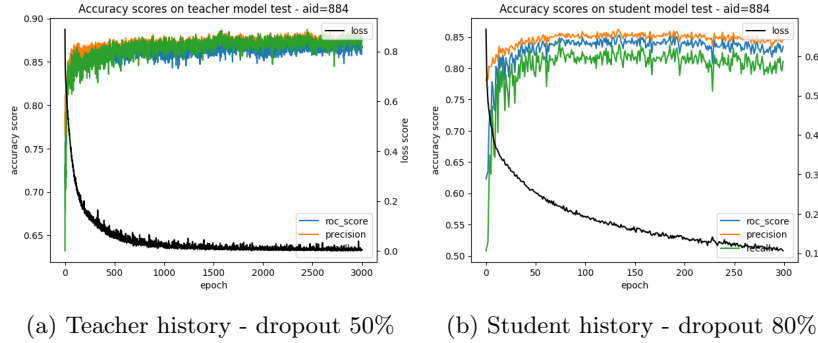 Accuracy scores on teacher model test - aid=884
0.90
0.85
0.80
0.75
0.70
0.65
accuracy score
loss
0.8
0.6
0.4
0.2
0.0
loss score
roc_score
precision
0
500
1000
1500
2000
2500
3000
epoch
(a) Teacher history - dropout 50%
Accuracy scores on student model test - aid=884
0.85
0.80
0.75
0.70
0.65
0.60
0.55
0.50
accuracy score
loss
0.6
0.5
0.4
0.3
0.2
0.1
roc_score
precision
0
50
100
150
200
250
300
epoch
(b) Student history - dropout 80%